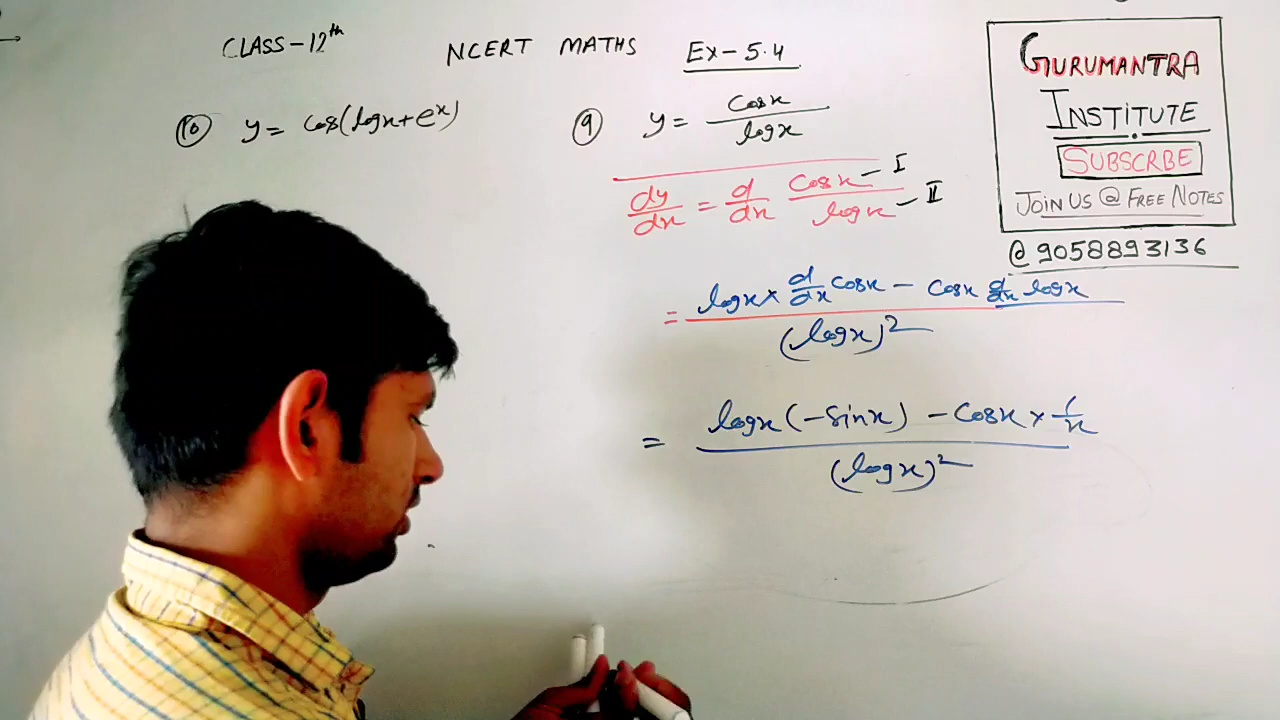 CLASS-12th NCERT MATHS Ex-5.4
⑩ y = cos(logx+e^x)
⑨ y = cosx/logx
dy/dx = d/dx cosx/logx -I -II
= (logx × d/dx cosx - cosx d/dx logx)/(logx)²
= (logx(-sinx) - cosx × 1/x)/(logx)²
GURUMANTRA
INSTITUTE
SUBSCRBE
JOIN US @ FREE NOTES
@ 9058893136